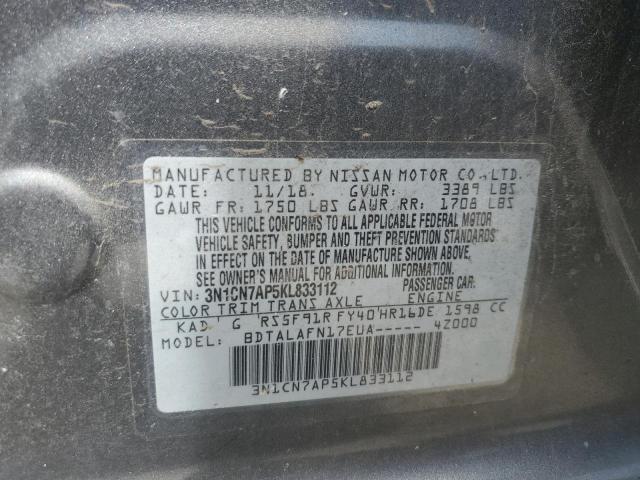 MANUFACTURED BY NISSAN MOTOR CO.,LTD.
DATE: 11/18. GVWR: 3389 LBS
GAWR FR: 1750 LBS GAWR RR: 1708 LBS
THIS VEHICLE CONFORMS TO ALL APPLICABLE FEDERAL MOTOR
VEHICLE SAFETY, BUMPER AND THEFT PREVENTION STANDARDS
IN EFFECT ON THE DATE OF MANUFACTURE SHOWN ABOVE.
SEE OWNER'S MANUAL FOR ADDITIONAL INFORMATION.
VIN: 3N1CN7AP5KL833112 PASSENGER CAR.
COLOR TRIM TRANS AXLE ENGINE
KAD G RS5F91R FY40 HR16DE 1598 CC
MODEL: BDTALAFN17EUA----- 4Z000
3N1CN7AP5KL833112